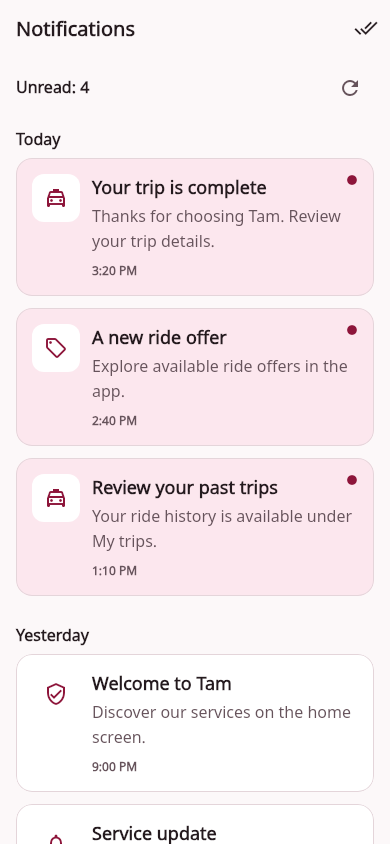 Notifications
Unread: 4
Today
Your trip is complete
Thanks for choosing Tam. Review
your trip details.
3:20 PM
A new ride offer
Explore available ride offers in the
app.
2:40 PM
Review your past trips
Your ride history is available under
My trips.
1:10 PM
Yesterday
Welcome to Tam
Discover our services on the home
screen.
9:00 PM
Service update